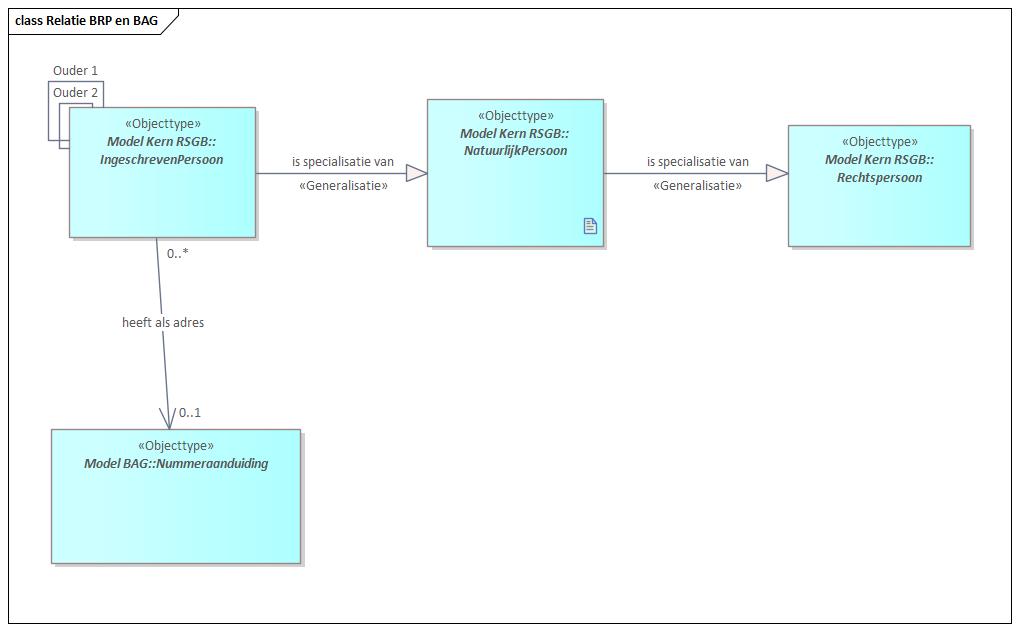 class Relatie BRP en BAG
Ouder 1
Ouder 2
«Objecttype»
Model Kern RSGB::
IngeschrevenPersoon
is specialisatie van
«Generalisatie»
«Objecttype»
Model Kern RSGB::
NatuurlijkPersoon
is specialisatie van
«Generalisatie»
«Objecttype»
Model Kern RSGB::
Rechtspersoon
0..*
heeft als adres
0..1
«Objecttype»
Model BAG::Nummeraanduiding